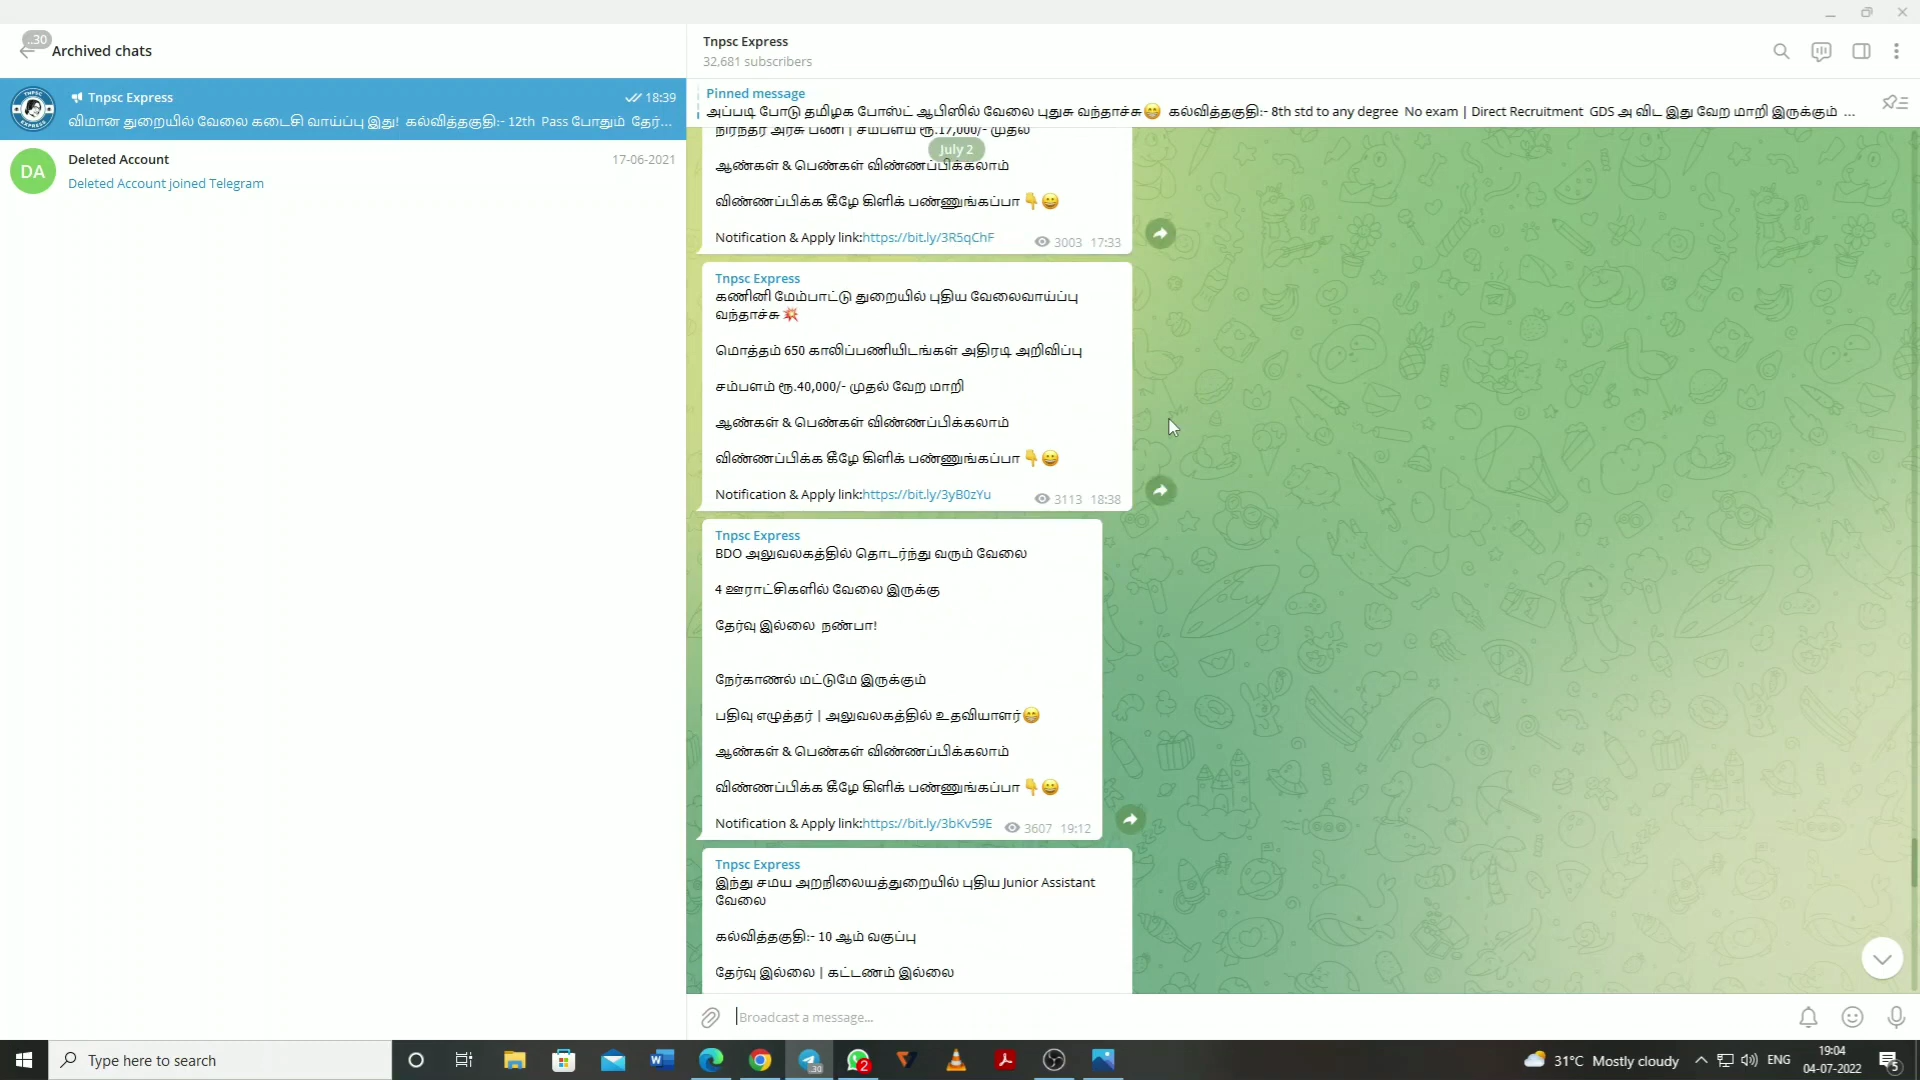 ..30
Archived chats
Tnpsc Express
18:39
விமான துறையில் வேலை கடைசி வாய்ப்பு இது! கல்வித்தகுதி:- 12th Pass போதும் தேர்...
DA
Deleted Account
17-06-2021
Deleted Account joined Telegram
Tnpsc Express
32,681 subscribers
Pinned message
அப்படி போடு தமிழக போஸ்ட் ஆபிஸில் வேலை புதுசு வந்தாச்சு😁 கல்வித்தகுதி:- 8th std to any degree No exam | Direct Recruitment GDS அ விட இது வேற மாறி இருக்கும் ...
நிரந்தர அரசு பணி | சம்பளம் ரூ.17,000/- முதல்
July 2
ஆண்கள் & பெண்கள் விண்ணப்பிக்கலாம்
விண்ணப்பிக்க கீழே கிளிக் பண்ணுங்கப்பா 👇😄
Notification & Apply link:https://bit.ly/3R5qChF
3003 17:33
Tnpsc Express
கணினி மேம்பாட்டு துறையில் புதிய வேலைவாய்ப்பு
வந்தாச்சு 💥
மொத்தம் 650 காலிப்பணியிடங்கள் அதிரடி அறிவிப்பு
சம்பளம் ரூ.40,000/- முதல் வேற மாறி
ஆண்கள் & பெண்கள் விண்ணப்பிக்கலாம்
விண்ணப்பிக்க கீழே கிளிக் பண்ணுங்கப்பா 👇😄
Notification & Apply link:https://bit.ly/3yB0zYu
3113 18:38
Tnpsc Express
BDO அலுவலகத்தில் தொடர்ந்து வரும் வேலை
4 ஊராட்சிகளில் வேலை இருக்கு
தேர்வு இல்லை நண்பா!
நேர்காணல் மட்டுமே இருக்கும்
பதிவு எழுத்தர் | அலுவலகத்தில் உதவியாளர்😁
ஆண்கள் & பெண்கள் விண்ணப்பிக்கலாம்
விண்ணப்பிக்க கீழே கிளிக் பண்ணுங்கப்பா 👇😄
Notification & Apply link:https://bit.ly/3bKv59E
3607 19:12
Tnpsc Express
இந்து சமய அறநிலையத்துறையில் புதிய Junior Assistant
வேலை
கல்வித்தகுதி:- 10 ஆம் வகுப்பு
தேர்வு இல்லை | கட்டணம் இல்லை
Broadcast a message...
Type here to search
31°C Mostly cloudy
ENG
19:04
04-07-2022